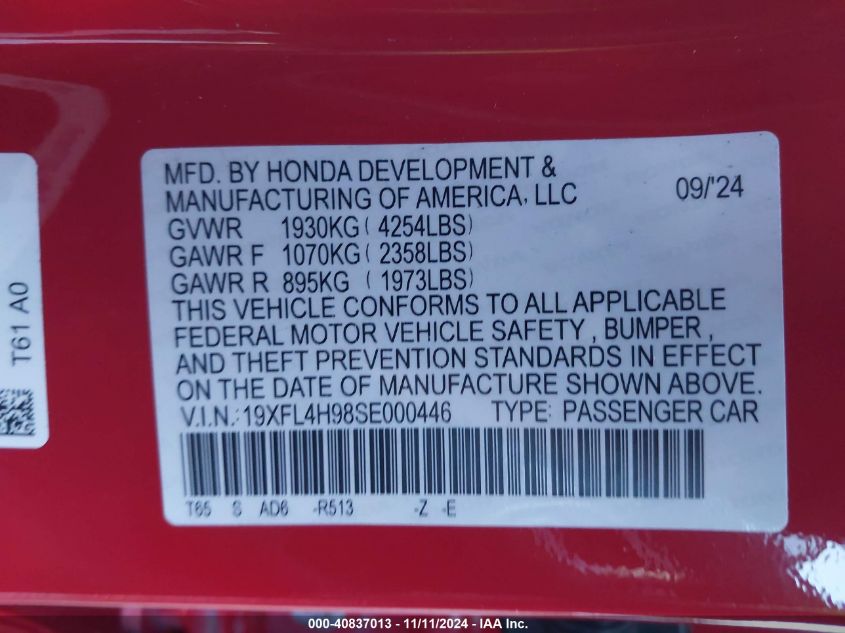 MFD. BY HONDA DEVELOPMENT &
MANUFACTURING OF AMERICA, LLC 09/'24
GVWR 1930KG ( 4254LBS)
GAWR F 1070KG ( 2358LBS)
GAWR R 895KG ( 1973LBS)
THIS VEHICLE CONFORMS TO ALL APPLICABLE
FEDERAL MOTOR VEHICLE SAFETY , BUMPER ,
AND THEFT PREVENTION STANDARDS IN EFFECT
ON THE DATE OF MANUFACTURE SHOWN ABOVE.
V.I.N.: 19XFL4H98SE000446 TYPE: PASSENGER CAR
T65 S AD6 -R513 -Z -E
T61 A0
000-40837013 - 11/11/2024 - IAA Inc.